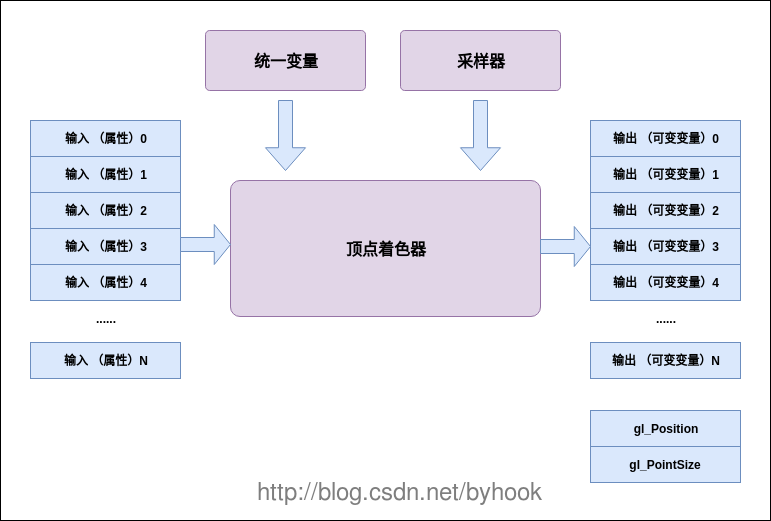 统一变量
采样器
输入 （属性）0
输入 （属性）1
输入 （属性）2
输入 （属性）3
输入 （属性）4
......
输入 （属性）N
顶点着色器
输出 （可变变量）0
输出 （可变变量）1
输出 （可变变量）2
输出 （可变变量）3
输出 （可变变量）4
......
输出 （可变变量）N
gl_Position
gl_PointSize
http://blog.csdn.net/byhook